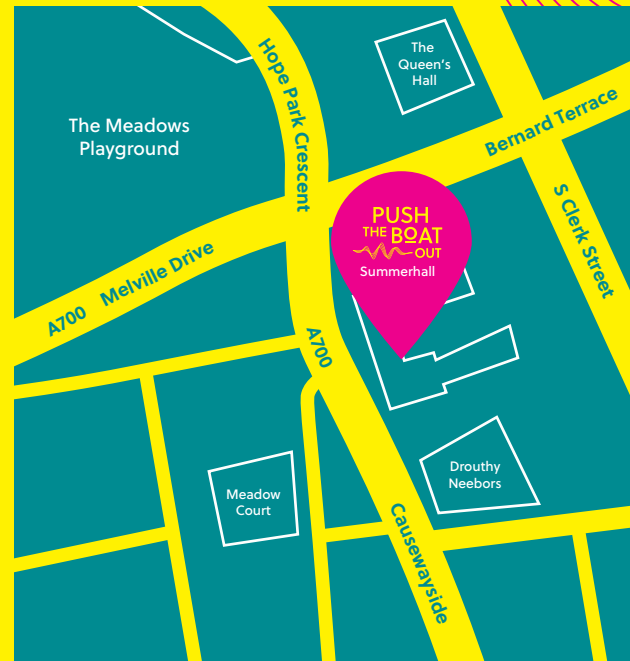 Hope Park Crescent
The
Queen's
Hall
The Meadows
Playground
Bernard Terrace
S Clerk Street
PUSH
THE BOAT
OUT
Summerhall
A700 Melville Drive
A700
Drouthy
Neebors
Meadow
Court
Causewayside